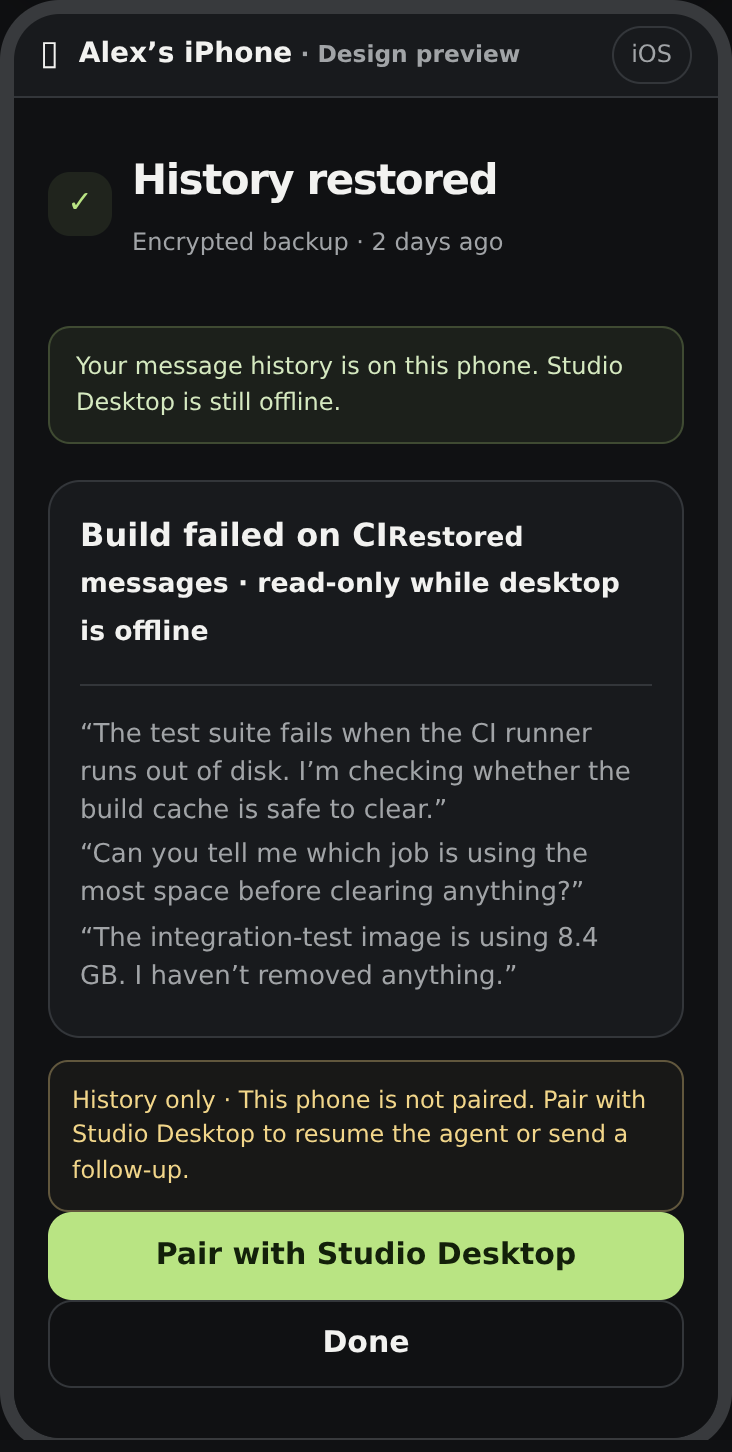 Alex’s iPhone · Design preview
iOS
✓
History restored
Encrypted backup · 2 days ago
Your message history is on this phone. Studio
Desktop is still offline.
Build failed on CIRestored
messages · read-only while desktop
is offline
“The test suite fails when the CI runner
runs out of disk. I’m checking whether the
build cache is safe to clear.”
“Can you tell me which job is using the
most space before clearing anything?”
“The integration-test image is using 8.4
GB. I haven’t removed anything.”
History only · This phone is not paired. Pair with
Studio Desktop to resume the agent or send a
follow-up.
Pair with Studio Desktop
Done